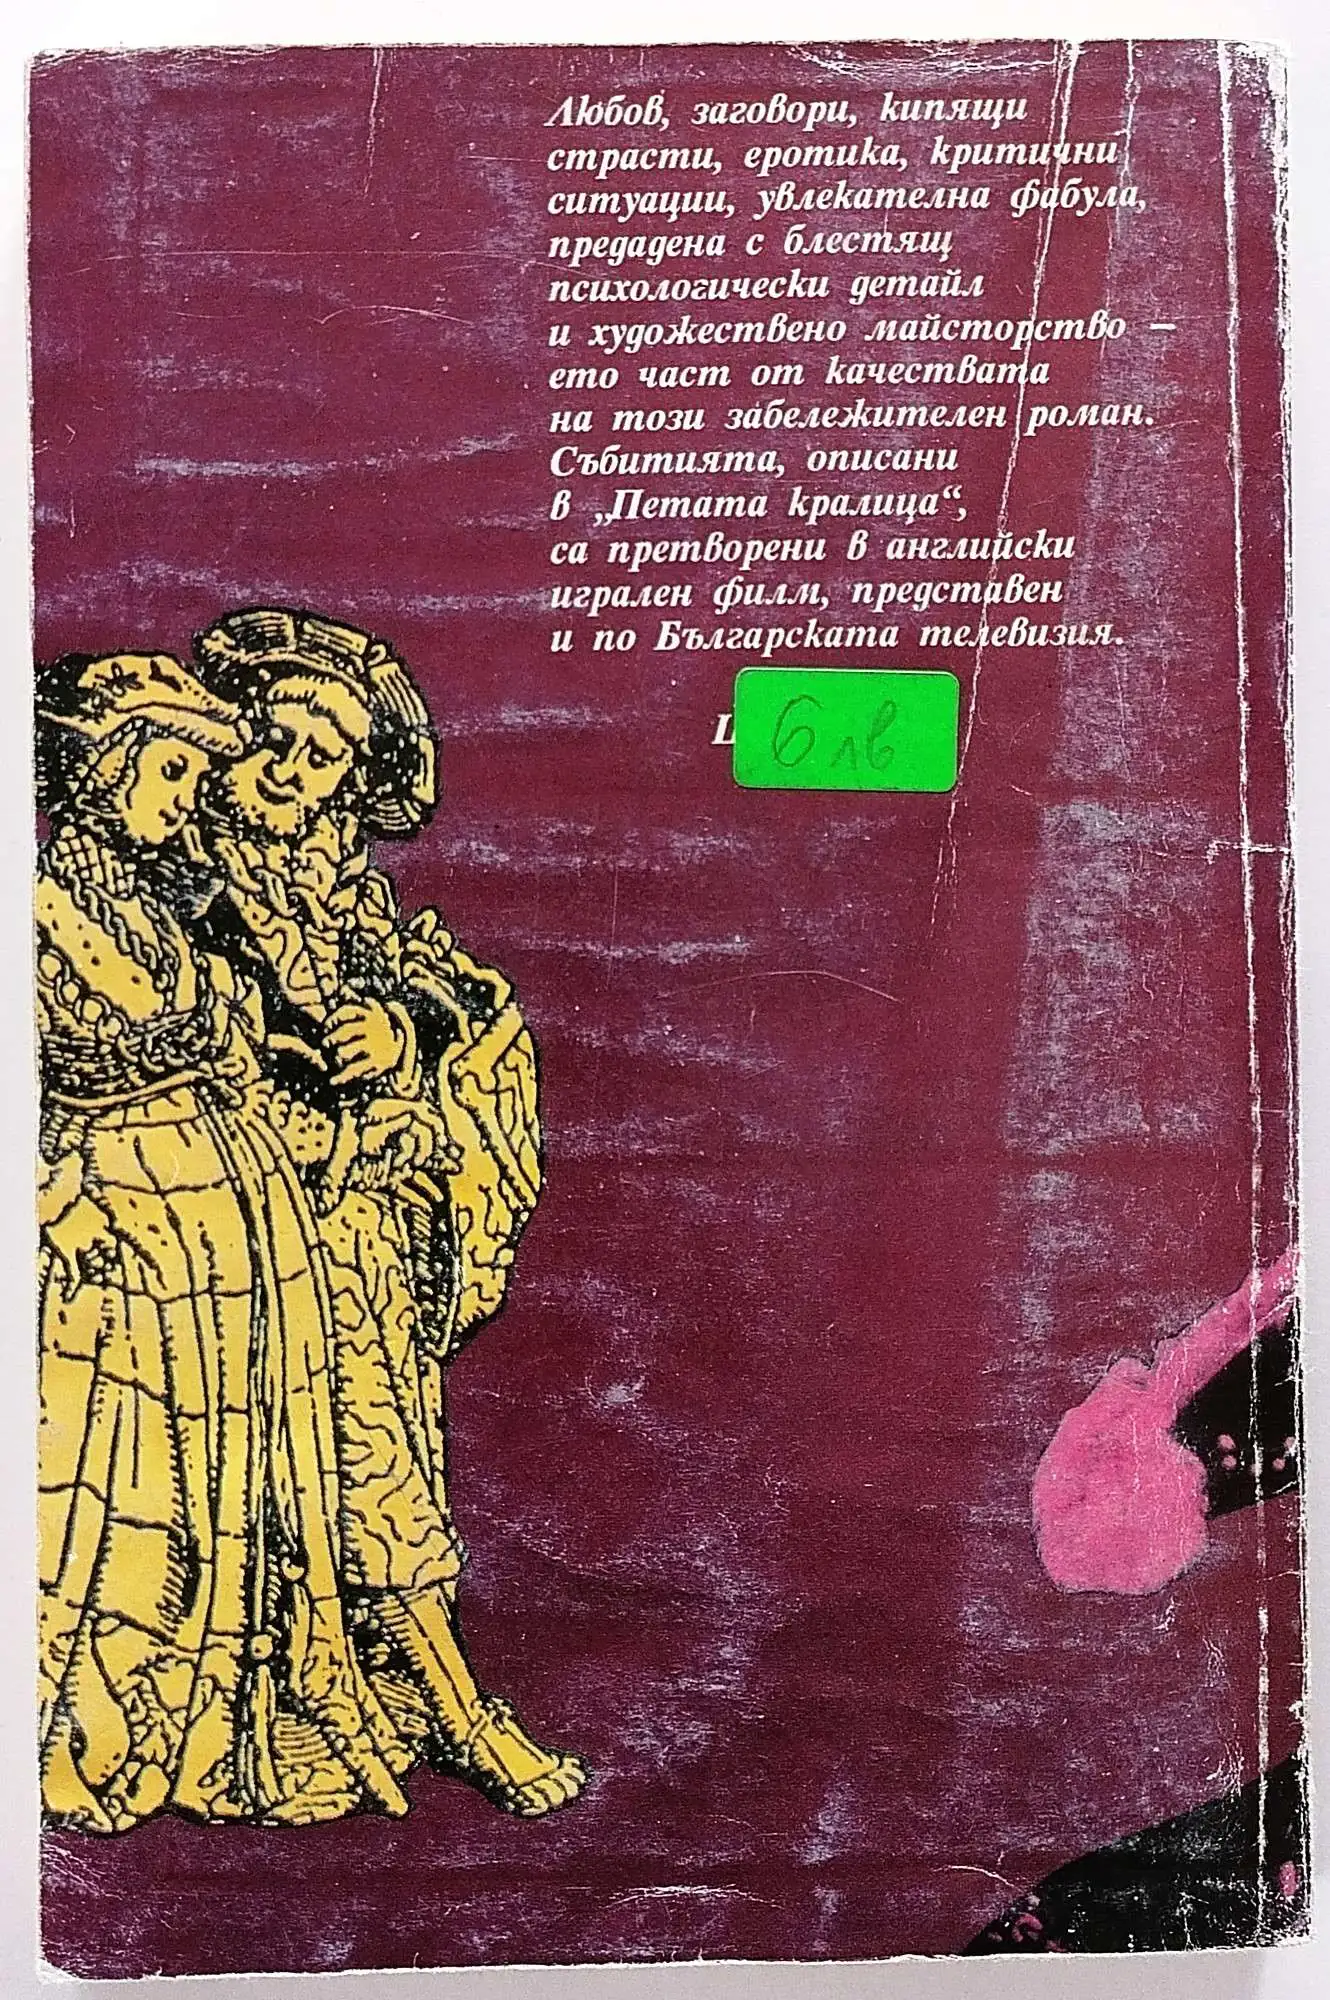 Любов, заговори, кипящи
страсти, еротика, критични
ситуации, увлекателна фабула,
предадена с блестящ
психологически детайл
и художествено майсторство –
ето част от качествата
на този забележителен роман.
Събитията, описани
в „Петата кралица“,
са претворени в английски
игрален филм, представен
и по Българската телевизия.
6 лв